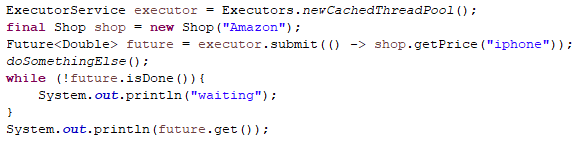 ExecutorService executor = Executors.newCachedThreadPool();
final Shop shop = new Shop("Amazon");
Future<Double> future = executor.submit(() -> shop.getPrice("iphone"));
doSomethingElse();
while (!future.isDone()){
    System.out.println("waiting");
}
System.out.println(future.get());